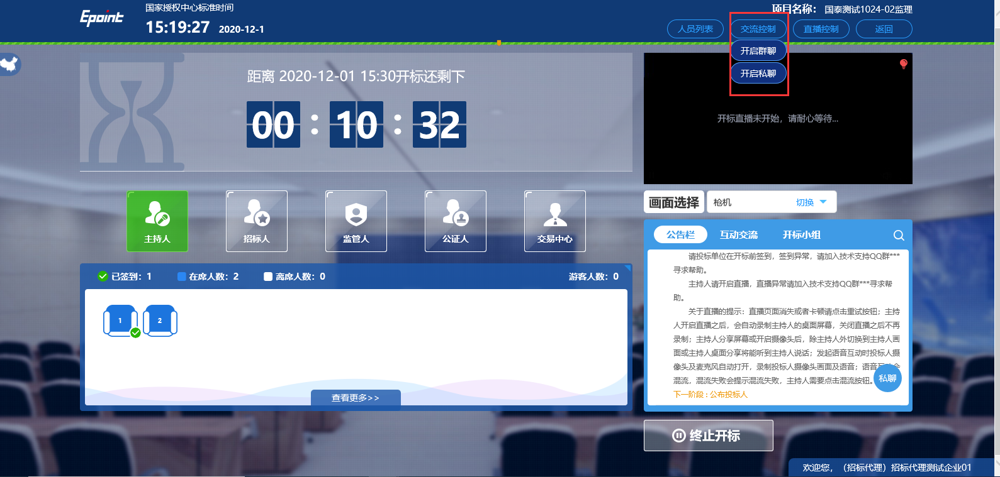 Epoint
国家授权中心标准时间
15:19:27 2020-12-1
项目名称： 国泰测试1024-02监理
人员列表 交流控制 直播控制 返回
开启群聊
开启私聊
距离 2020-12-01 15:30开标还剩下
00 : 10 : 32
开标直播未开始，请耐心等待...
主持人 招标人 监管人 公证人 交易中心
画面选择 枪机 切换
已签到：1 在席人数：2 离席人数：0 游客人数：0
1 2
查看更多>>
公告栏 互动交流 开标小组
请投标单位在开标前签到，签到异常，请加入技术支持QQ群***
寻求帮助。
主持人请开启直播，直播异常请加入技术支持QQ群***寻求帮
助。
关于直播的提示：直播页面消失或者卡顿请点击重试按钮；主持
人开启直播之后，会自动录制主持人的桌面屏幕，关闭直播之后不再
录制；主持人分享屏幕或开启摄像头后，除主持人外切换到主持人画
面或主持人桌面分享将能听到主持人说话；发起语音互动时投标人摄
像头及麦克风自动打开，录制投标人摄像头画面及语音；语音互动会
混流，混流失败会提示混流失败，主持人需要点击混流按钮。
私聊
下一阶段 : 公布投标人
终止开标
欢迎您，（招标代理）招标代理测试企业01